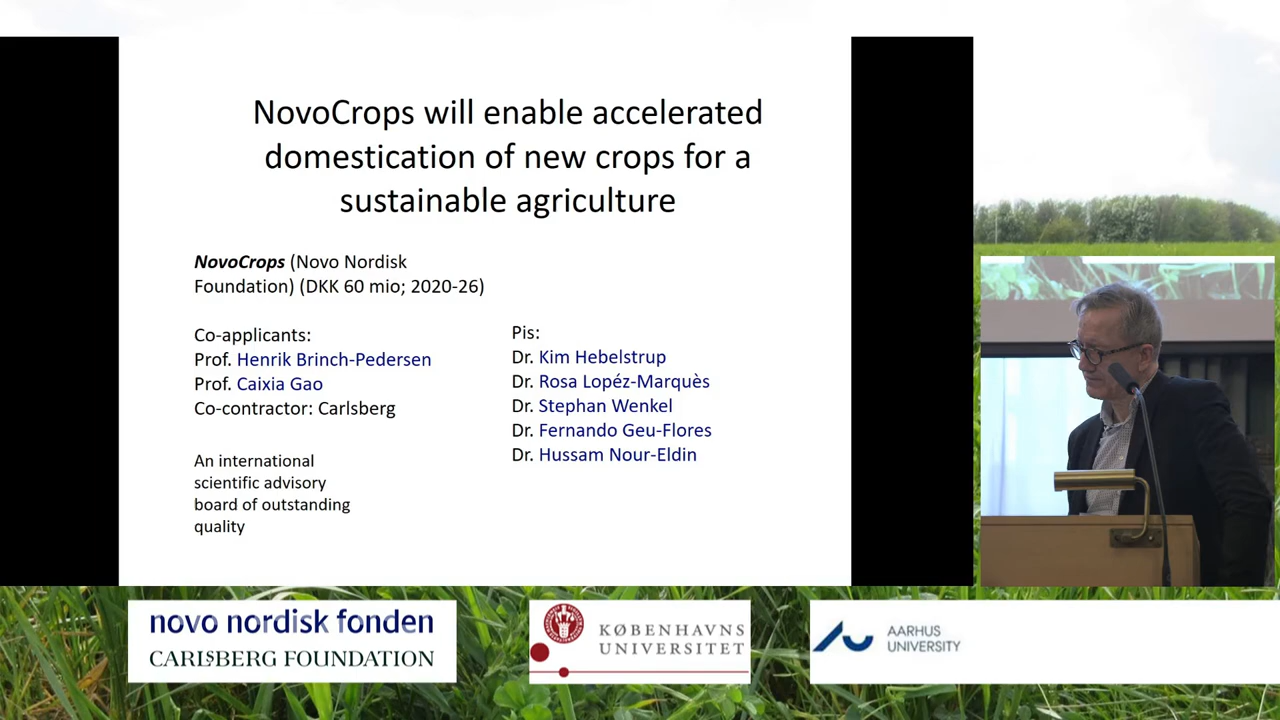 NovoCrops will enable accelerated
domestication of new crops for a
sustainable agriculture
NovoCrops (Novo Nordisk
Foundation) (DKK 60 mio; 2020-26)
Co-applicants:
Prof. Henrik Brinch-Pedersen
Prof. Caixia Gao
Co-contractor: Carlsberg
An international
scientific advisory
board of outstanding
quality
Pis:
Dr. Kim Hebelstrup
Dr. Rosa Lopéz-Marquès
Dr. Stephan Wenkel
Dr. Fernando Geu-Flores
Dr. Hussam Nour-Eldin
novo nordisk fonden
CARLSBERG FOUNDATION
KØBENHAVNS
UNIVERSITET
AARHUS
UNIVERSITY